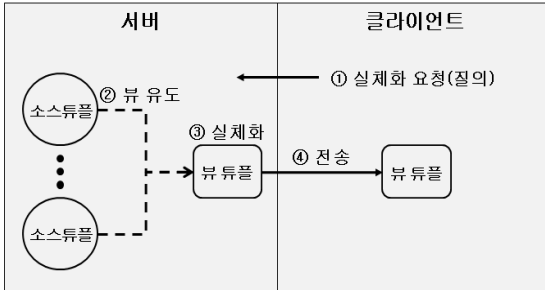 서버
클라이언트
① 실체화 요청(질의)
② 뷰 유도
소스튜플
③ 실체화
④ 전송
뷰 튜플
뷰 튜플
소스튜플